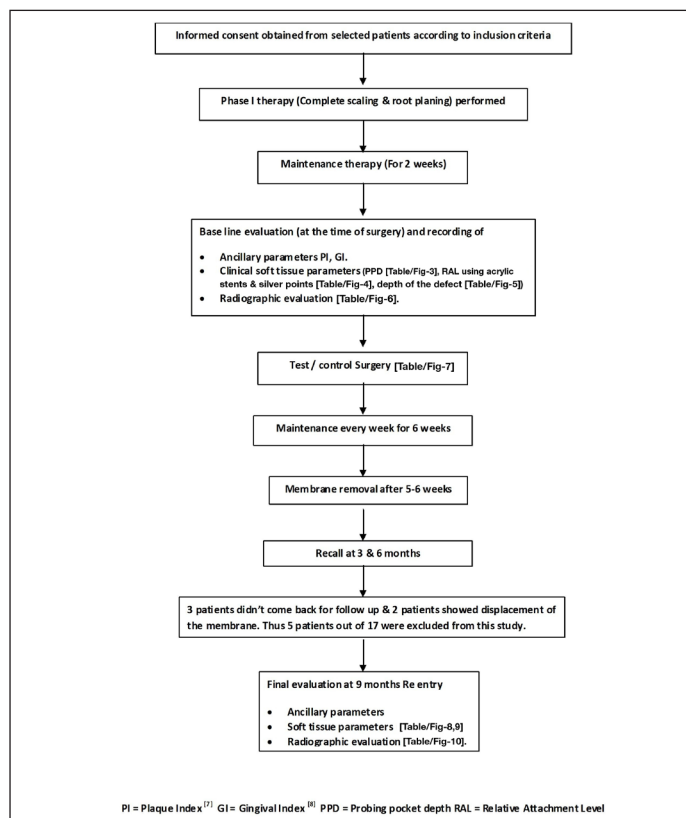 Informed consent obtained from selected patients according to inclusion criteria
Phase I therapy (Complete scaling & root planing) performed
Maintenance therapy (For 2 weeks)
Base line evaluation (at the time of surgery) and recording of
• Ancillary parameters PI, GI.
• Clinical soft tissue parameters (PPD [Table/Fig-3], RAL using acrylic
stents & silver points [Table/Fig-4], depth of the defect [Table/Fig-5])
• Radiographic evaluation [Table/Fig-6].
Test / control Surgery [Table/Fig-7]
Maintenance every week for 6 weeks
Membrane removal after 5-6 weeks
Recall at 3 & 6 months
3 patients didn't come back for follow up & 2 patients showed displacement of
the membrane. Thus 5 patients out of 17 were excluded from this study.
Final evaluation at 9 months Re entry
• Ancillary parameters
• Soft tissue parameters [Table/Fig-8,9]
• Radiographic evaluation [Table/Fig-10].
PI = Plaque Index [7] GI = Gingival Index [8] PPD = Probing pocket depth RAL = Relative Attachment Level